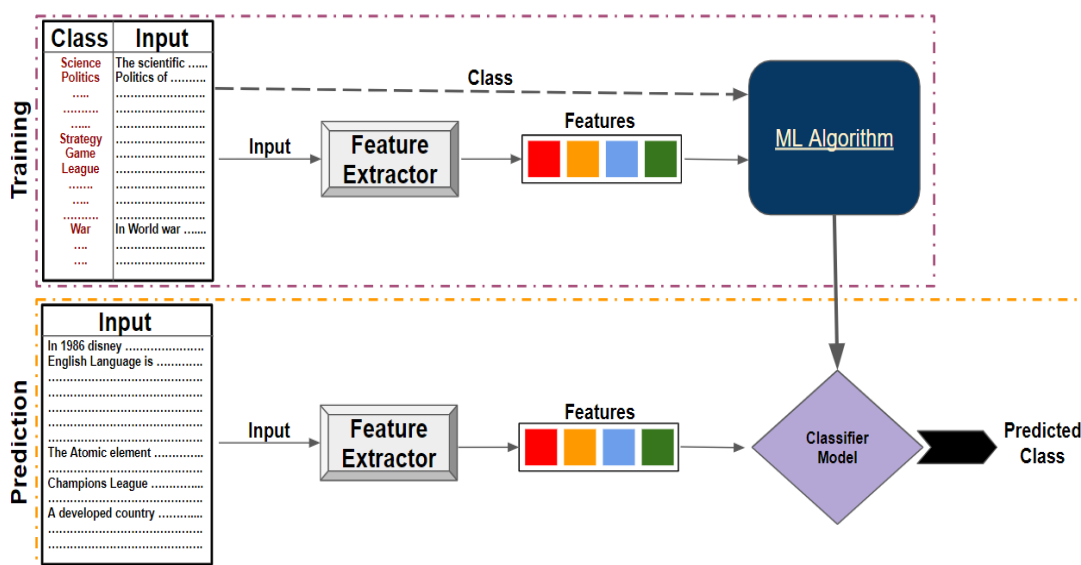 Training
Class Input
Science The scientific ......
Politics Politics of ..........
..... ........................
.......... ........................
...... ........................
Strategy ........................
Game ........................
League ........................
....... ........................
..... ........................
.......... ........................
War In World war .......
.... ........................
.... ........................
Class
Input
Feature
Extractor
Features
ML Algorithm
Prediction
Input
In 1986 disney ......................
English Language is .............
..........................................
..........................................
..........................................
..........................................
..........................................
The Atomic element ..............
..........................................
Champions League ..............
..........................................
A developed country ............
..........................................
..........................................
Input
Feature
Extractor
Features
Classifier
Model
Predicted
Class